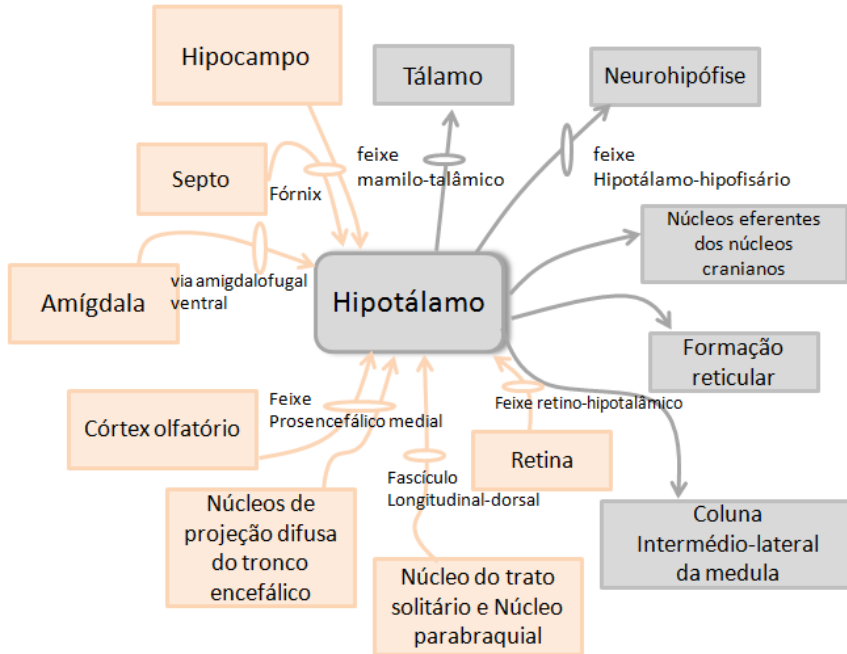 Hipocampo
Tálamo
Neurohipófise
Septo
Fórnix
feixe
mamilo-talâmico
feixe
Hipotálamo-hipofisário
Núcleos eferentes
dos núcleos
cranianos
Amígdala
via amigdalofugal
ventral
Hipotálamo
Formação
reticular
Córtex olfatório
Feixe
Prosencefálico medial
Feixe retino-hipotalâmico
Retina
Fascículo
Longitudinal-dorsal
Núcleos de
projeção difusa
do tronco
encefálico
Núcleo do trato
solitário e Núcleo
parabraquial
Coluna
Intermédio-lateral
da medula